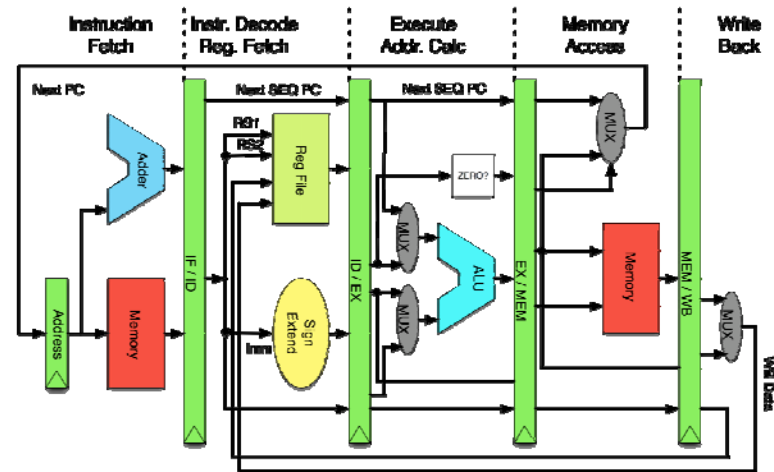 Instruction
Fetch
Instr. Decode
Reg. Fetch
Execute
Addr. Calc
Memory
Access
Write
Back
Next PC
Next SEQ PC
Next SEQ PC
RS1
RS2
Reg File
Adder
IF / ID
ID / EX
EX / MEM
MEM / WB
ZERO?
MUX
MUX
MUX
MUX
ALU
Address
Memory
Memory
Sign
Extend
Imm
WB Data